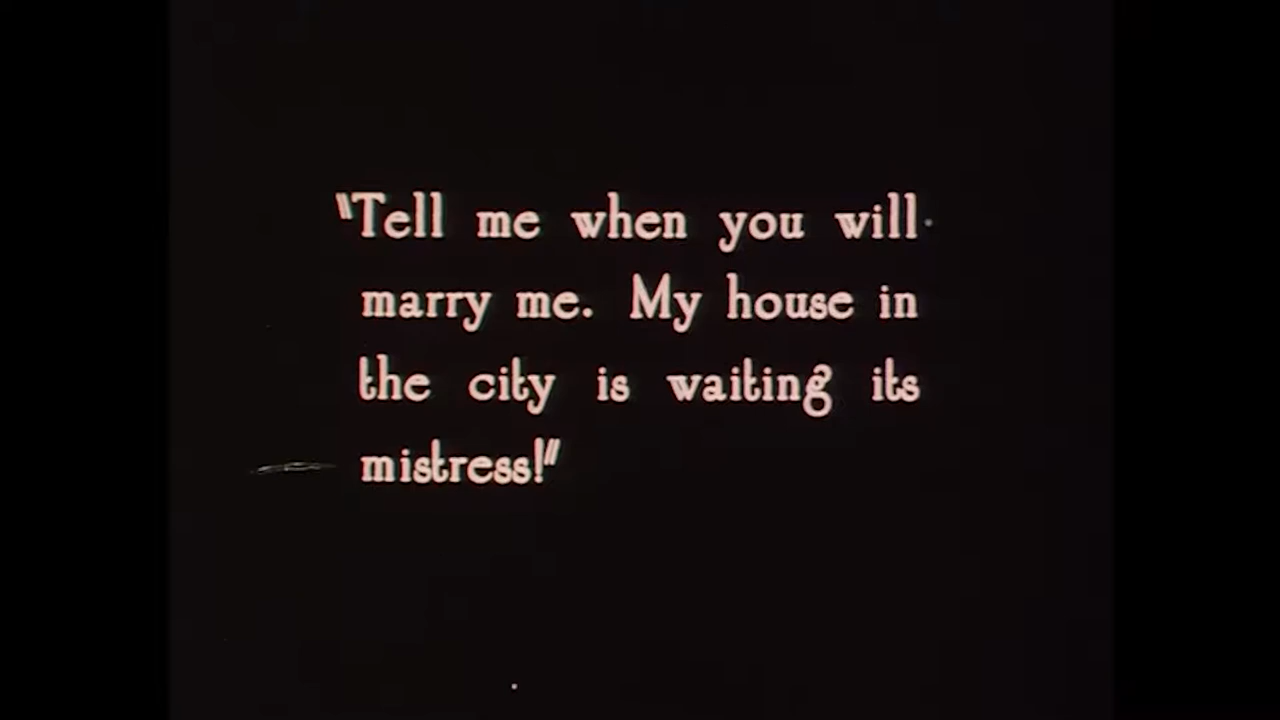 "Tell me when you will
marry me. My house in
the city is waiting its
mistress!"